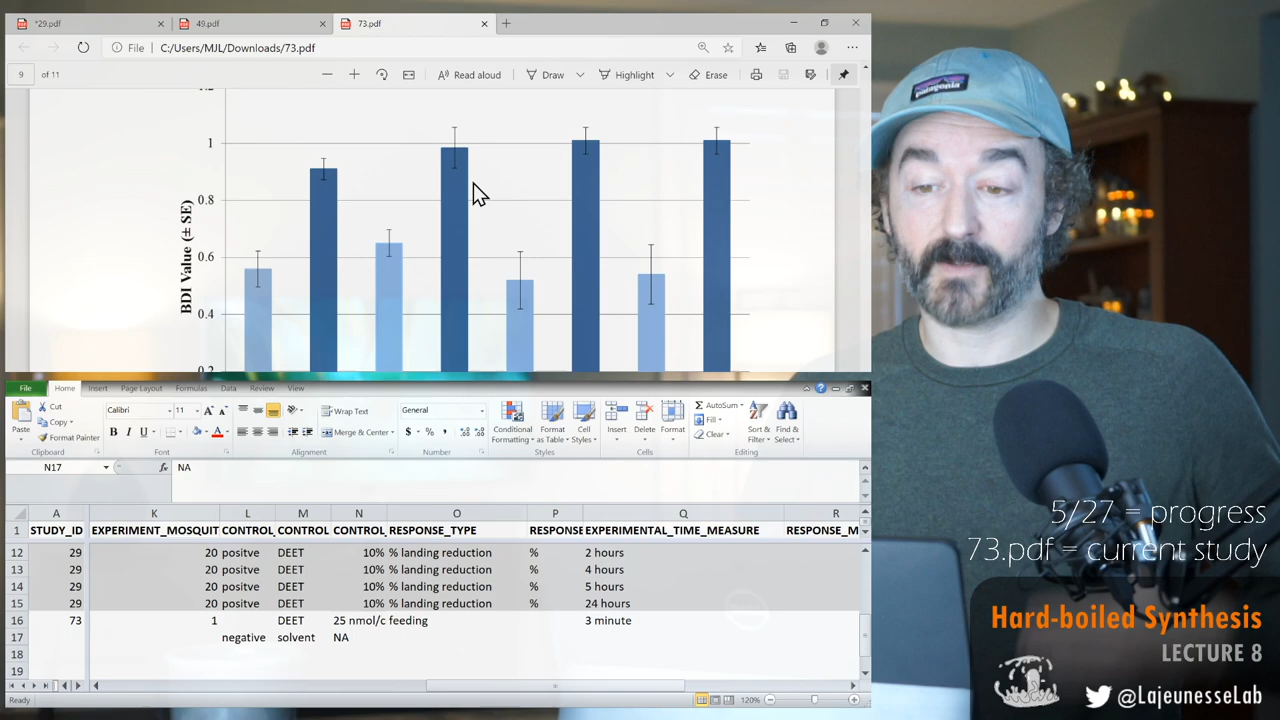 *29.pdf 49.pdf 73.pdf
File C:/Users/MJL/Downloads/73.pdf
9 of 11 Read aloud Draw Highlight Erase
1
0.8
0.6
0.4
0.2
BDI Value (± SE)
patagonia
File Home Insert Page Layout Formulas Data Review View
Cut
Copy
Format Painter
Paste
Calibri 11
B I U
Wrap Text
Merge & Center
General
$ % ,
Conditional Formatting
Format as Table
Cell Styles
Insert Delete Format
AutoSum
Fill
Clear
Sort & Filter
Find & Select
Clipboard Font Alignment Number Styles Cells Editing
N17 fx NA
A K L M N O P Q R
1 STUDY_ID EXPERIMENT_MOSQUIT CONTROL_ CONTROL CONTROL_ RESPONSE_TYPE RESPONSE EXPERIMENTAL_TIME_MEASURE RESPONSE_M
12 29 20 positve DEET 10% % landing reduction % 2 hours
13 29 20 positve DEET 10% % landing reduction % 4 hours
14 29 20 positve DEET 10% % landing reduction % 5 hours
15 29 20 positve DEET 10% % landing reduction % 24 hours
16 73 1 DEET 25 nmol/c feeding 3 minute
17 negative solvent NA
18
19
Ready 120%
5/27 = progress
73.pdf = current study
Hard-boiled Synthesis
LECTURE 8
@LajeunesseLab